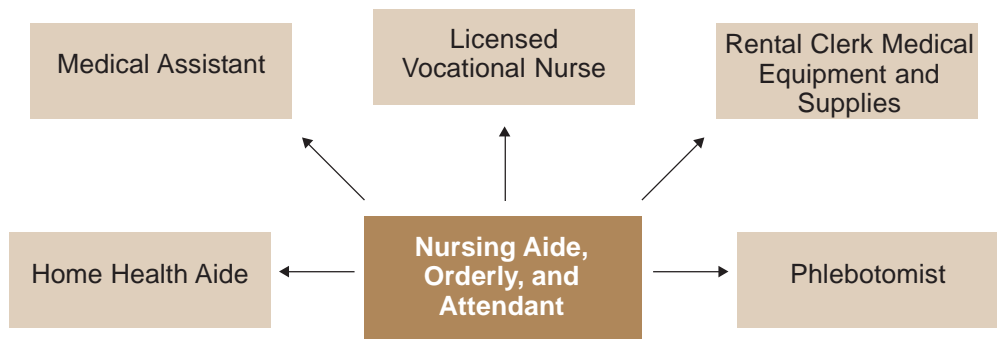 Medical Assistant
Licensed
Vocational Nurse
Rental Clerk Medical
Equipment and
Supplies
Home Health Aide
Nursing Aide,
Orderly, and
Attendant
Phlebotomist